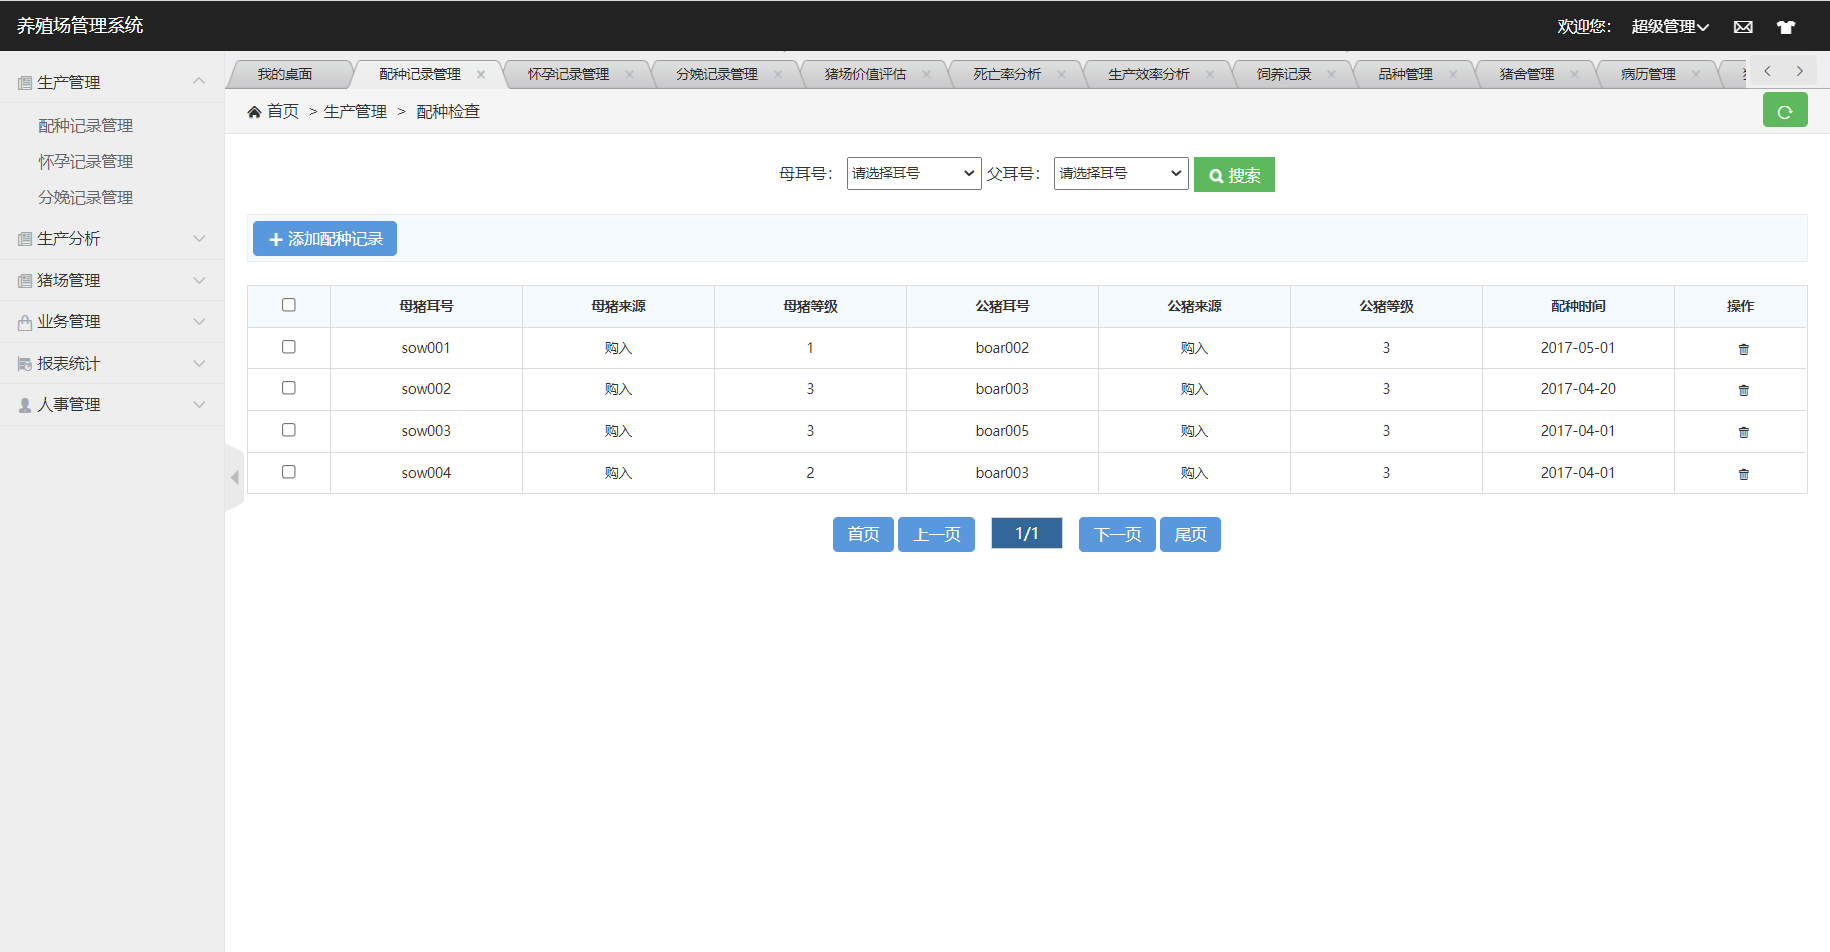 养殖场管理系统
欢迎您： 超级管理
生产管理
配种记录管理
怀孕记录管理
分娩记录管理
生产分析
猪场管理
业务管理
报表统计
人事管理
我的桌面 配种记录管理 怀孕记录管理 分娩记录管理 猪场价值评估 死亡率分析 生产效率分析 饲养记录 品种管理 猪舍管理 病历管理
首页 > 生产管理 > 配种检查
母耳号： 请选择耳号 父耳号： 请选择耳号 搜索
添加配种记录
母猪耳号 母猪来源 母猪等级 公猪耳号 公猪来源 公猪等级 配种时间 操作
sow001 购入 1 boar002 购入 3 2017-05-01
sow002 购入 3 boar003 购入 3 2017-04-20
sow003 购入 3 boar005 购入 3 2017-04-01
sow004 购入 2 boar003 购入 3 2017-04-01
首页 上一页 1/1 下一页 尾页